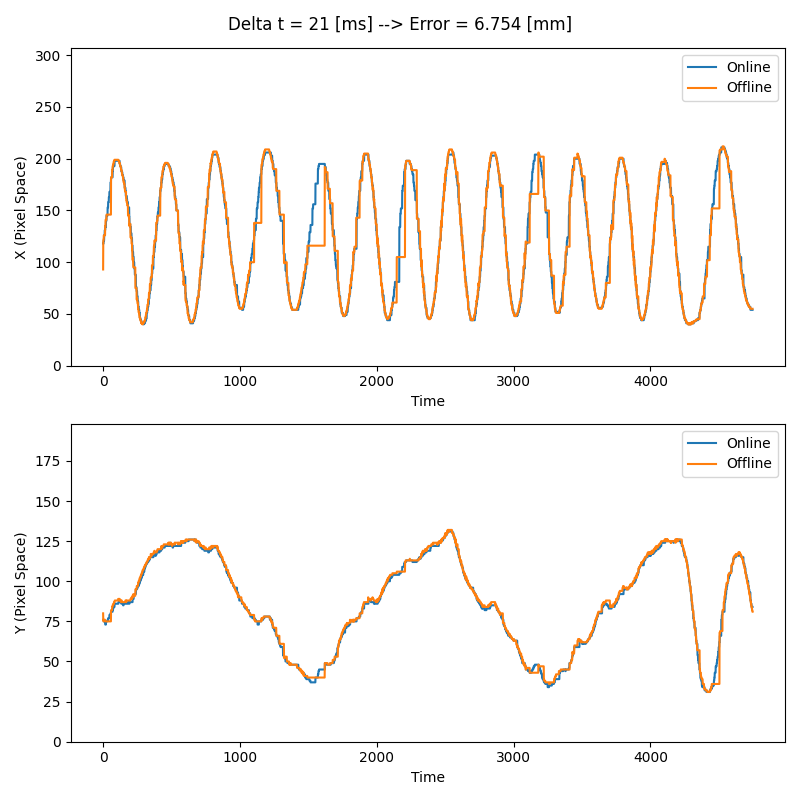 Delta t = 21 [ms] --> Error = 6.754 [mm]
300
250
200
150
100
50
0
X (Pixel Space)
Online
Offline
0 1000 2000 3000 4000
Time
175
150
125
100
75
50
25
0
Y (Pixel Space)
Online
Offline
0 1000 2000 3000 4000
Time